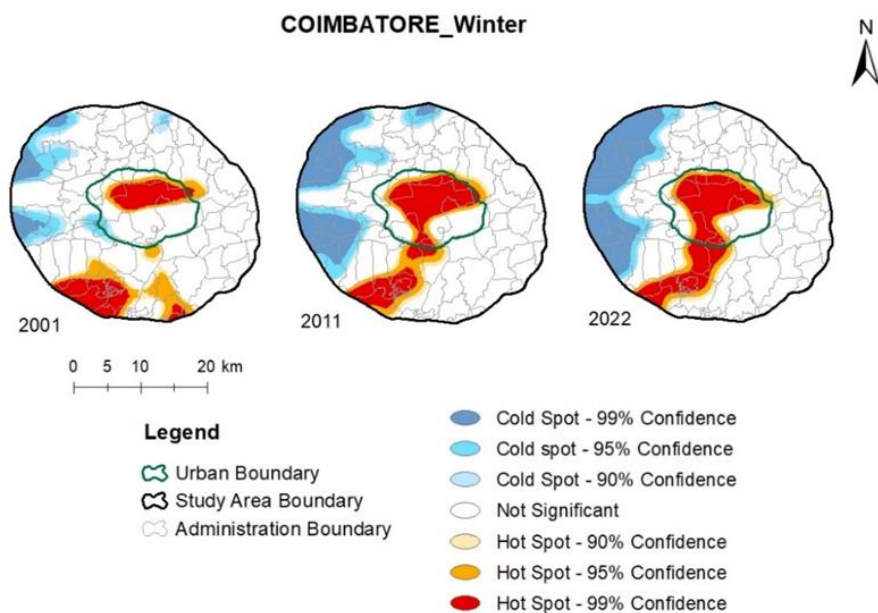 COIMBATORE_Winter
N
2001
2011
2022
0 5 10 20 km
Legend
Urban Boundary
Study Area Boundary
Administration Boundary
Cold Spot - 99% Confidence
Cold spot - 95% Confidence
Cold Spot - 90% Confidence
Not Significant
Hot Spot - 90% Confidence
Hot Spot - 95% Confidence
Hot Spot - 99% Confidence